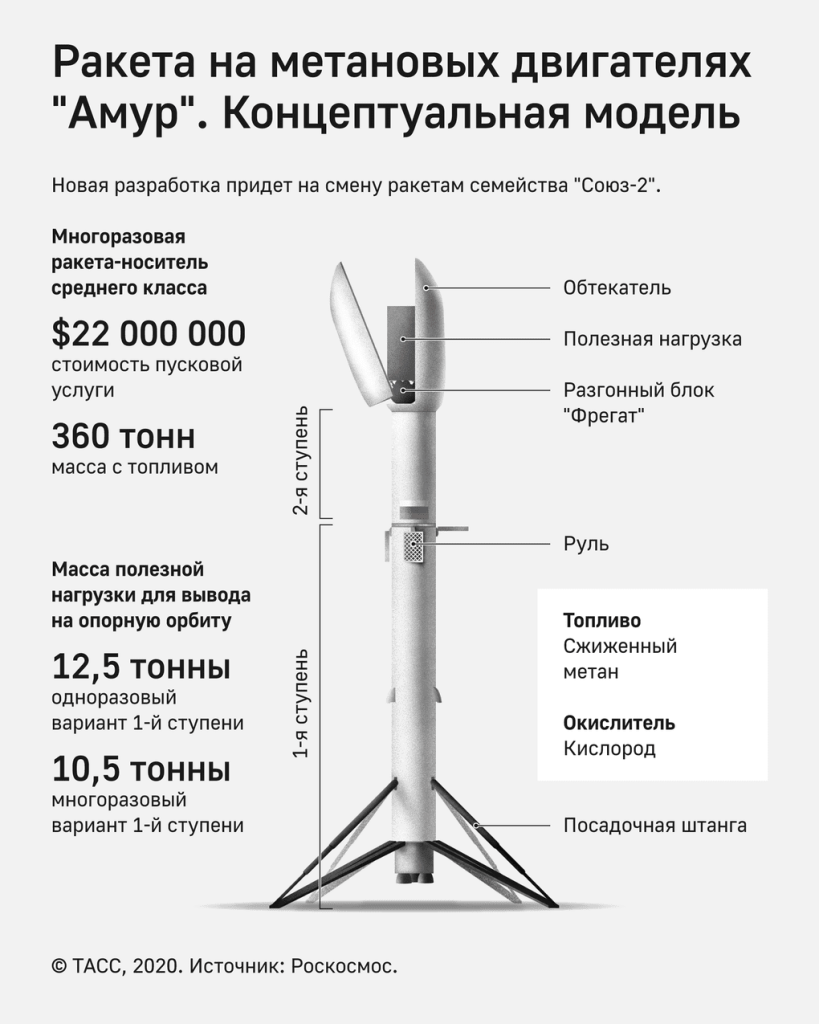 Ракета на метановых двигателях
"Амур". Концептуальная модель
Новая разработка придет на смену ракетам семейства "Союз-2".
Многоразовая
ракета-носитель
среднего класса
$22 000 000
стоимость пусковой
услуги
360 тонн
масса с топливом
Масса полезной
нагрузки для вывода
на опорную орбиту
12,5 тонны
одноразовый
вариант 1-й ступени
10,5 тонны
многоразовый
вариант 1-й ступени
2-я ступень
1-я ступень
Обтекатель
Полезная нагрузка
Разгонный блок
"Фрегат"
Руль
Топливо
Сжиженный
метан
Окислитель
Кислород
Посадочная штанга
© ТАСС, 2020. Источник: Роскосмос.